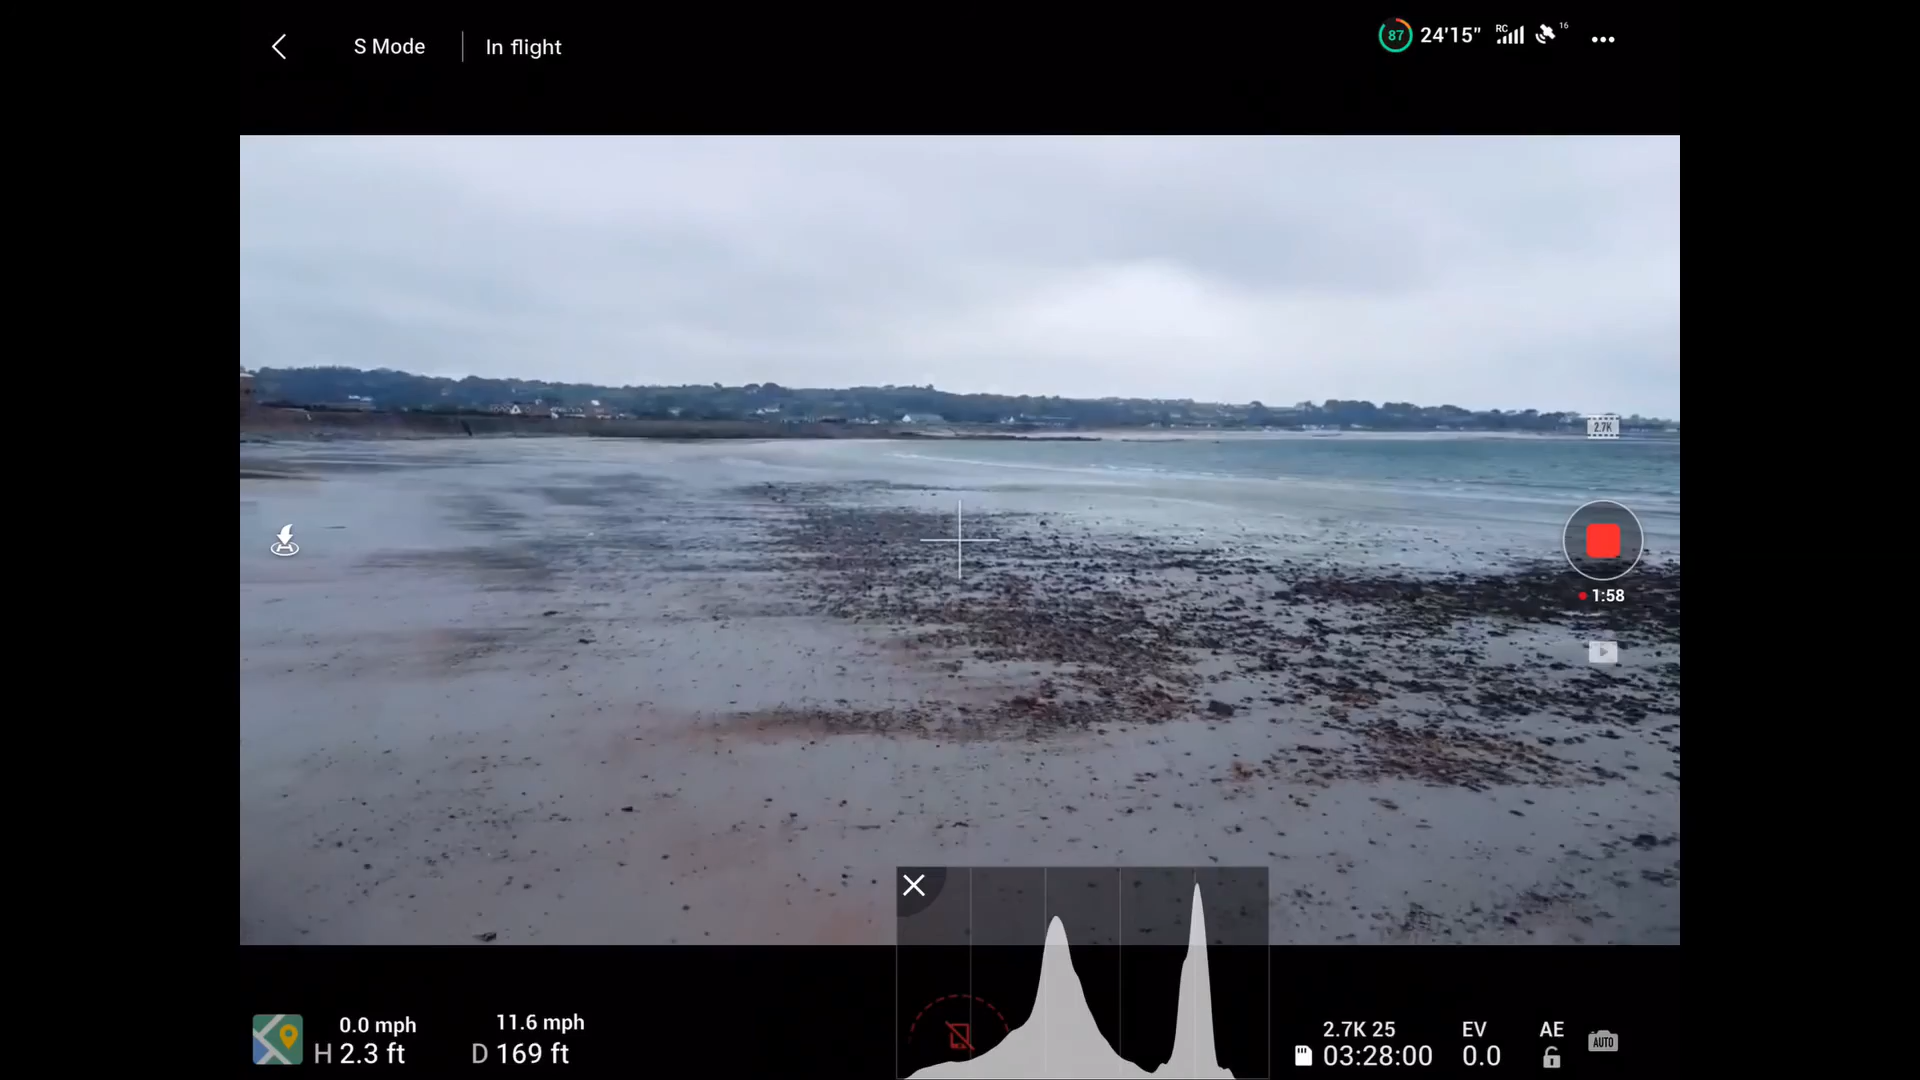 S Mode
In flight
87
24'15"
RC
16
2.7K
1:58
0.0 mph
11.6 mph
H 2.3 ft
D 169 ft
2.7K 25
03:28:00
EV
0.0
AE
AUTO